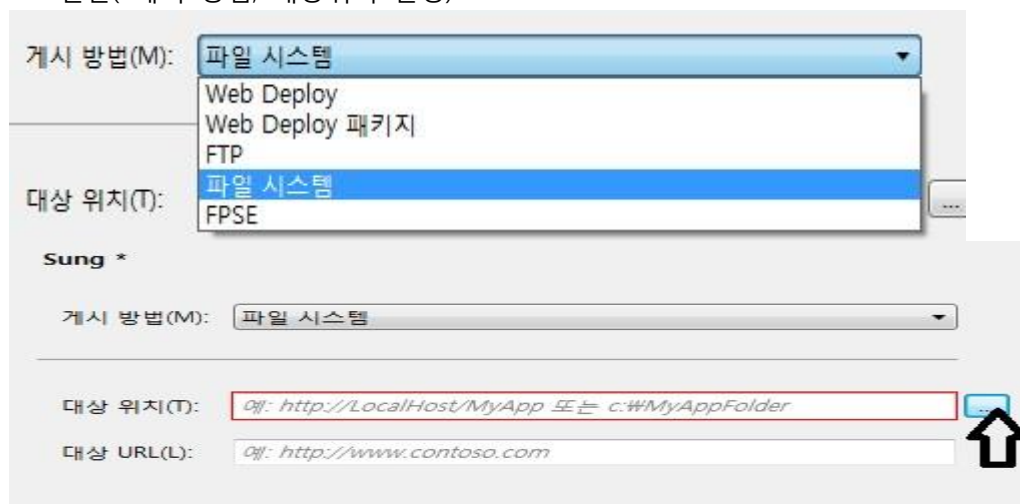 게시 방법(M): 파일 시스템
Web Deploy
Web Deploy 패키지
FTP
파일 시스템
FPSE
대상 위치(T):
...
Sung *
게시 방법(M): 파일 시스템
대상 위치(T): 예: http://LocalHost/MyApp 또는 c:₩MyAppFolder
...
대상 URL(L): 예: http://www.contoso.com